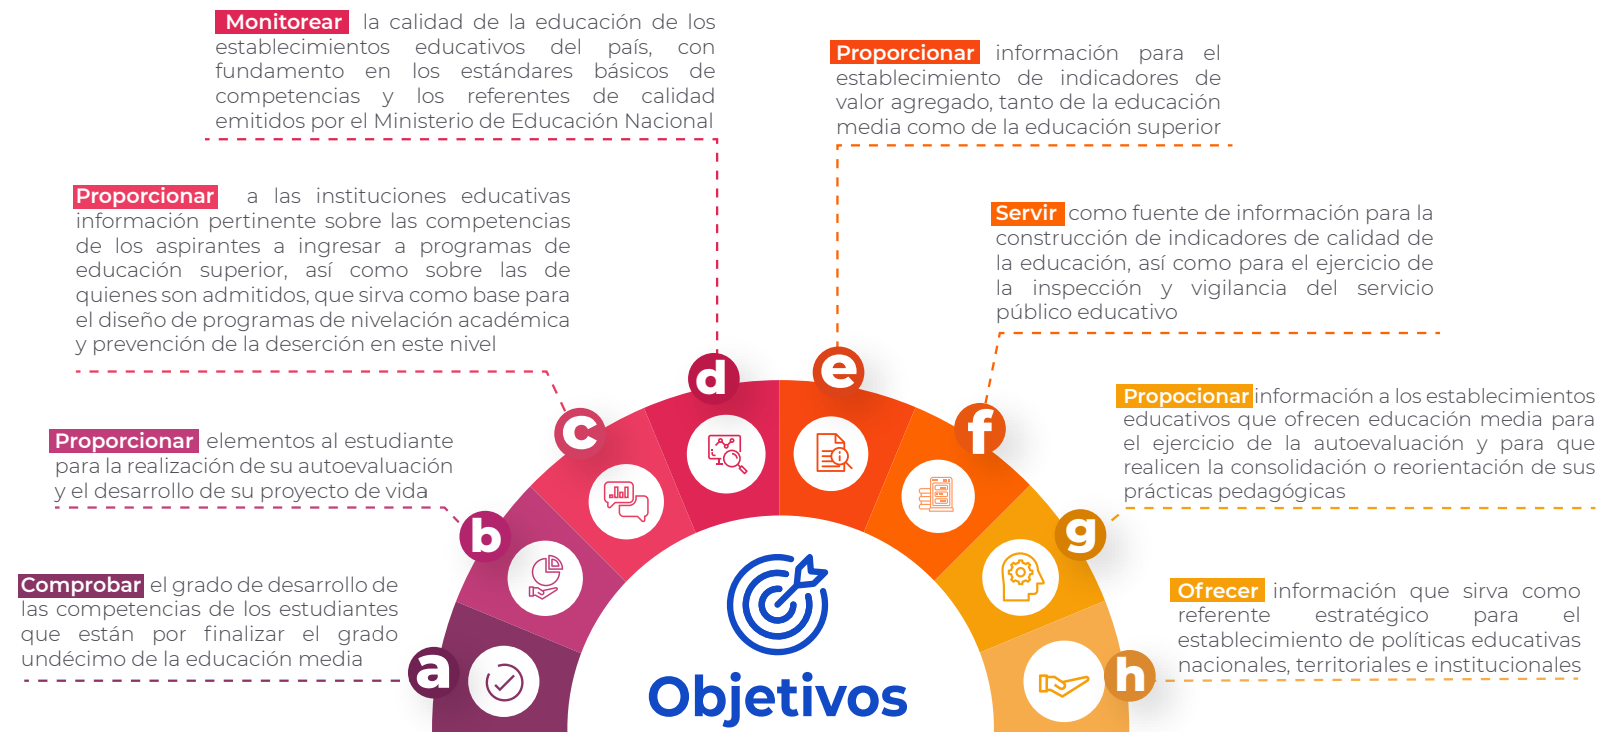 Comprobar el grado de desarrollo de
las competencias de los estudiantes
que están por finalizar el grado
undécimo de la educación media
a
Proporcionar elementos al estudiante
para la realización de su autoevaluación
y el desarrollo de su proyecto de vida
b
Proporcionar a las instituciones educativas
información pertinente sobre las competencias
de los aspirantes a ingresar a programas de
educación superior, así como sobre las de
quienes son admitidos, que sirva como base para
el diseño de programas de nivelación académica
y prevención de la deserción en este nivel
c
Monitorear la calidad de la educación de los
establecimientos educativos del país, con
fundamento en los estándares básicos de
competencias y los referentes de calidad
emitidos por el Ministerio de Educación Nacional
d
Proporcionar información para el
establecimiento de indicadores de
valor agregado, tanto de la educación
media como de la educación superior
e
Servir como fuente de información para la
construcción de indicadores de calidad de
la educación, así como para el ejercicio de
la inspección y vigilancia del servicio
público educativo
f
Propocionar información a los establecimientos
educativos que ofrecen educación media para
el ejercicio de la autoevaluación y para que
realicen la consolidación o reorientación de sus
prácticas pedagógicas
g
Ofrecer información que sirva como
referente estratégico para el
establecimiento de políticas educativas
nacionales, territoriales e institucionales
h
Objetivos